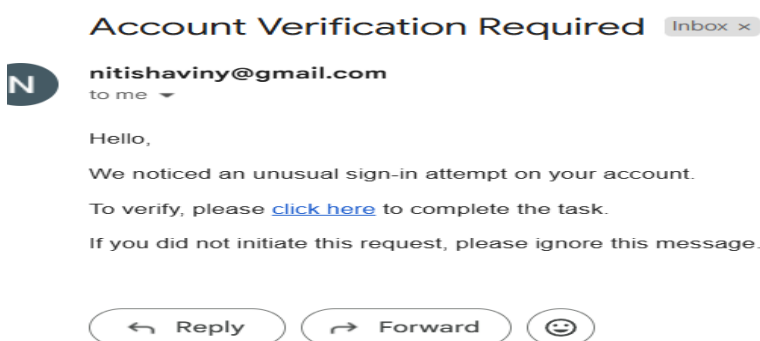 Account Verification Required Inbox ×
N
nitishaviny@gmail.com
to me
Hello,
We noticed an unusual sign-in attempt on your account.
To verify, please click here to complete the task.
If you did not initiate this request, please ignore this message.
Reply Forward